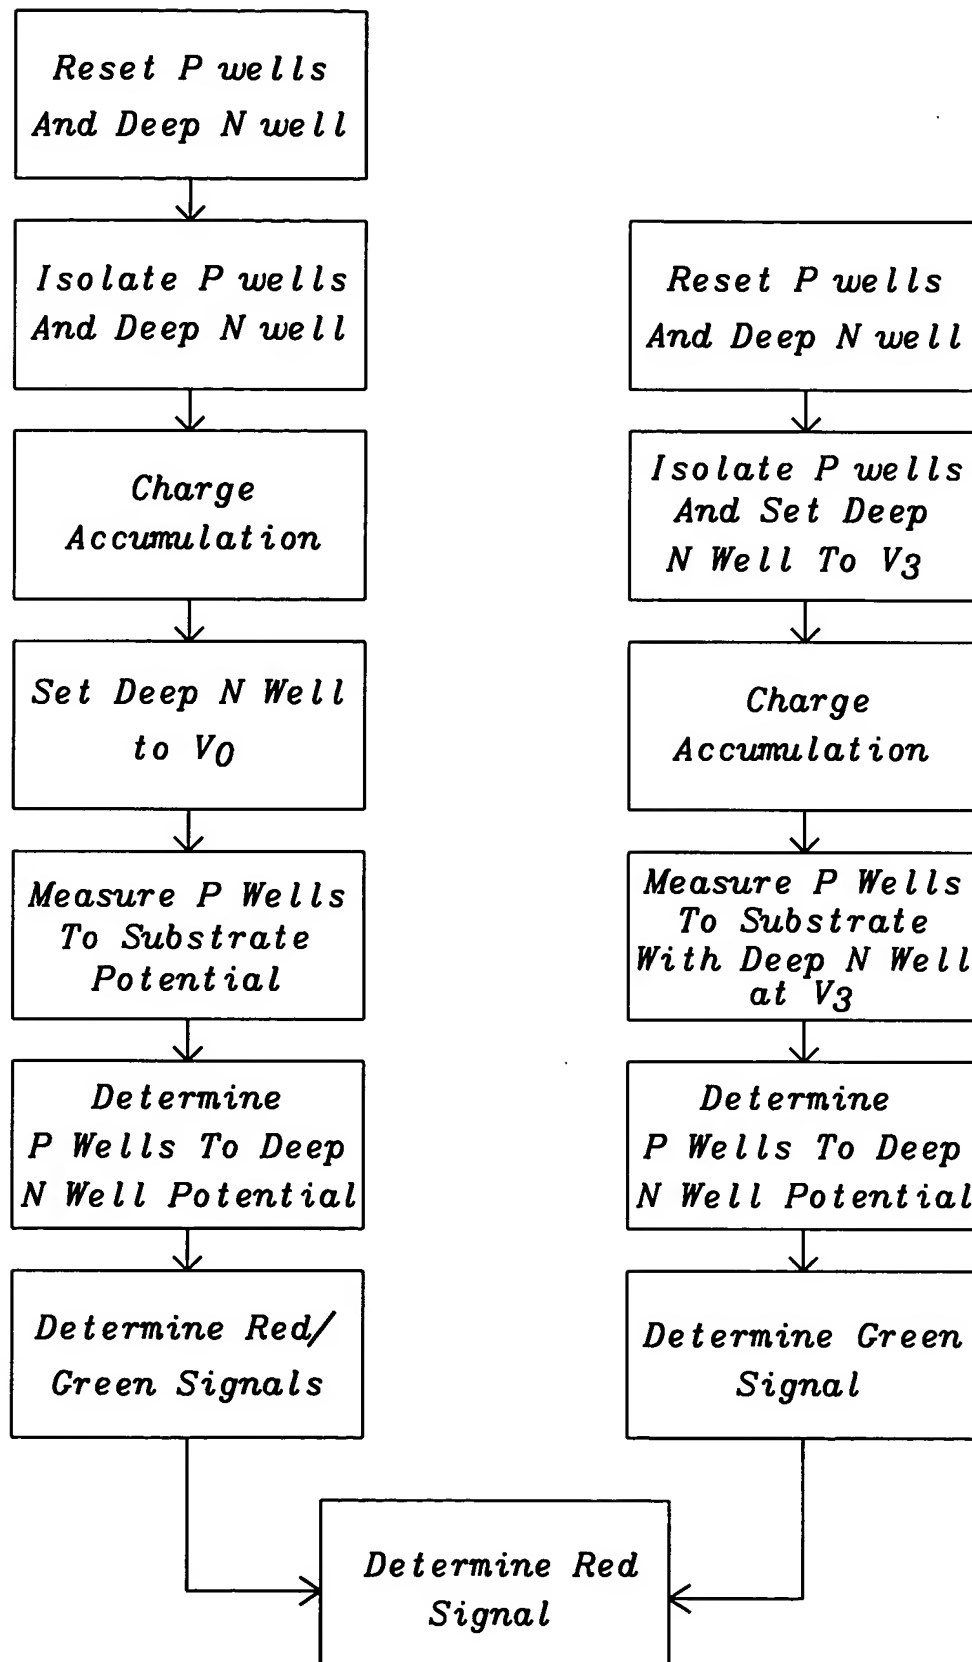 Reset P wells
And Deep N well
Isolate P wells
And Deep N well
Charge
Accumulation
Set Deep N Well
to V0
Measure P Wells
To Substrate
Potential
Determine
P Wells To Deep
N Well Potential
Determine Red/
Green Signals
Reset P wells
And Deep N well
Isolate P wells
And Set Deep
N Well To V3
Charge
Accumulation
Measure P Wells
To Substrate
With Deep N Well
at V3
Determine
P Wells To Deep
N Well Potential
Determine Green
Signal
Determine Red
Signal